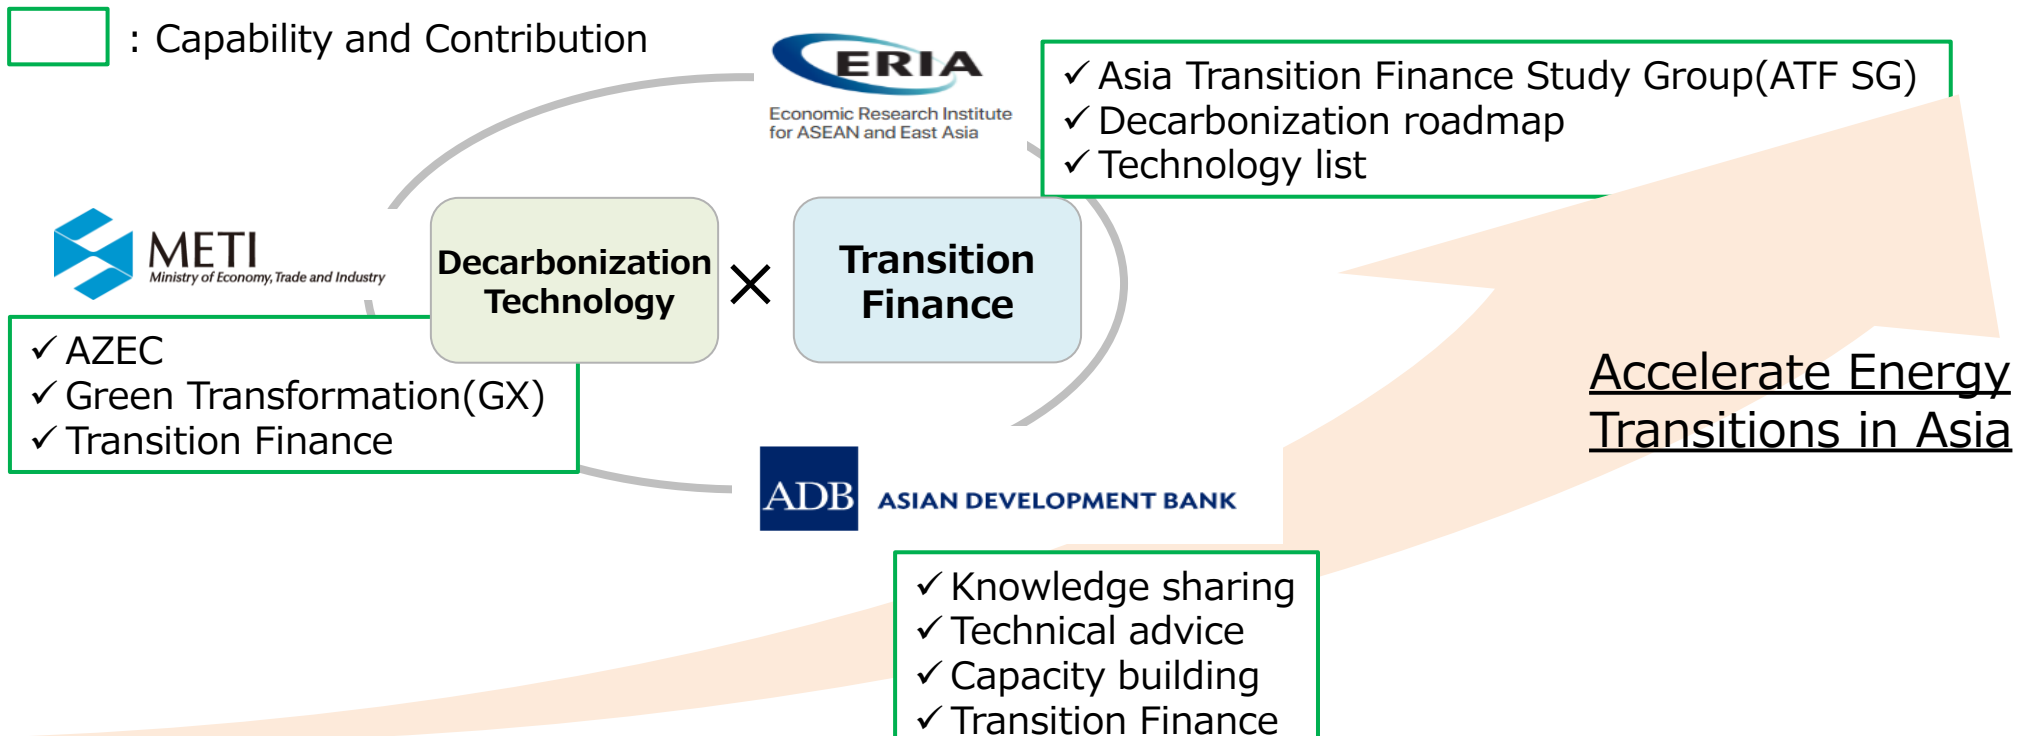 : Capability and Contribution
ERIA
Economic Research Institute
for ASEAN and East Asia
✓ Asia Transition Finance Study Group(ATF SG)
✓ Decarbonization roadmap
✓ Technology list
METI
Ministry of Economy, Trade and Industry
Decarbonization
Technology
×
Transition
Finance
✓ AZEC
✓ Green Transformation(GX)
✓ Transition Finance
Accelerate Energy
Transitions in Asia
ADB ASIAN DEVELOPMENT BANK
✓ Knowledge sharing
✓ Technical advice
✓ Capacity building
✓ Transition Finance